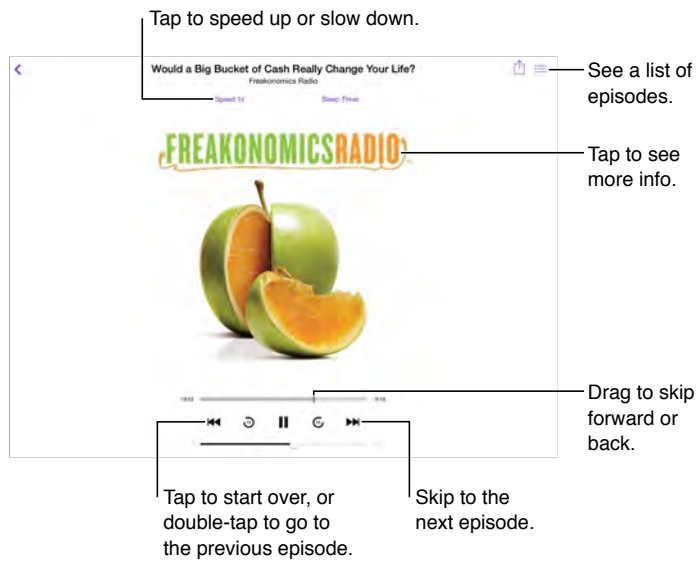 Tap to speed up or slow down.
Would a Big Bucket of Cash Really Change Your Life?
Freakonomics Radio
Speed 1x
Sleep Timer
See a list of
episodes.
FREAKONOMICSRADIO
Tap to see
more info.
Drag to skip
forward or
back.
Tap to start over, or
double-tap to go to
the previous episode.
Skip to the
next episode.